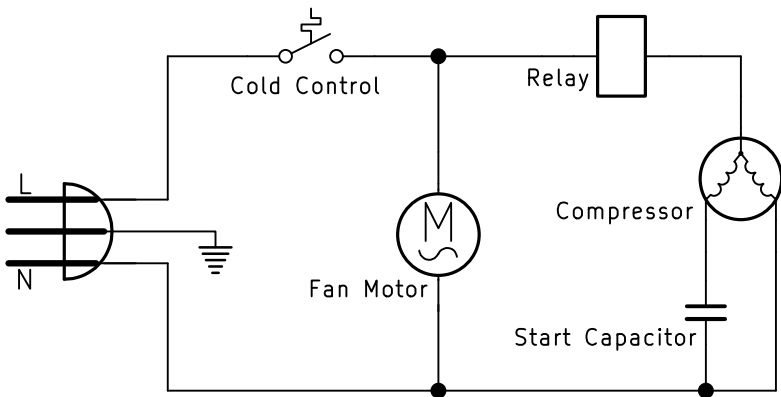 Cold Control
Relay
L
Compressor
M
N
Fan Motor
Start Capacitor